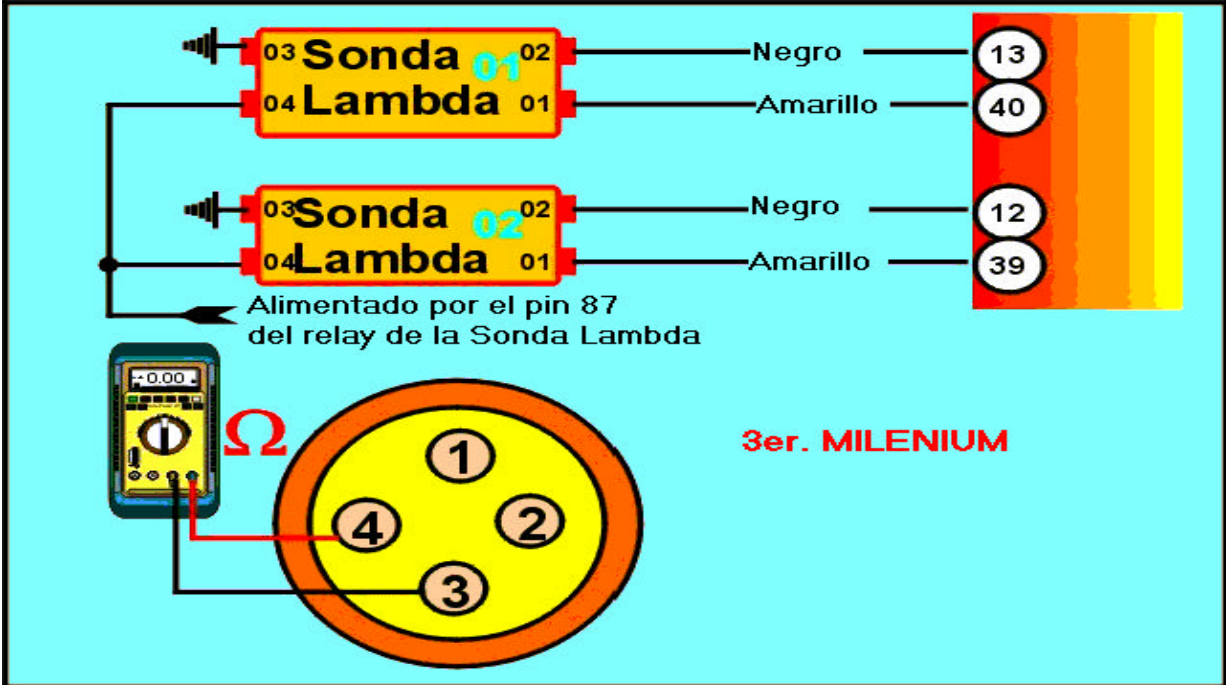 03 Sonda 01 02 Negro 13
04 Lambda 01 Amarillo 40
03 Sonda 02 02 Negro 12
04 Lambda 01 Amarillo 39
Alimentado por el pin 87
del relay de la Sonda Lambda
0.00
Ω
3er. MILENIUM
1
4
2
3